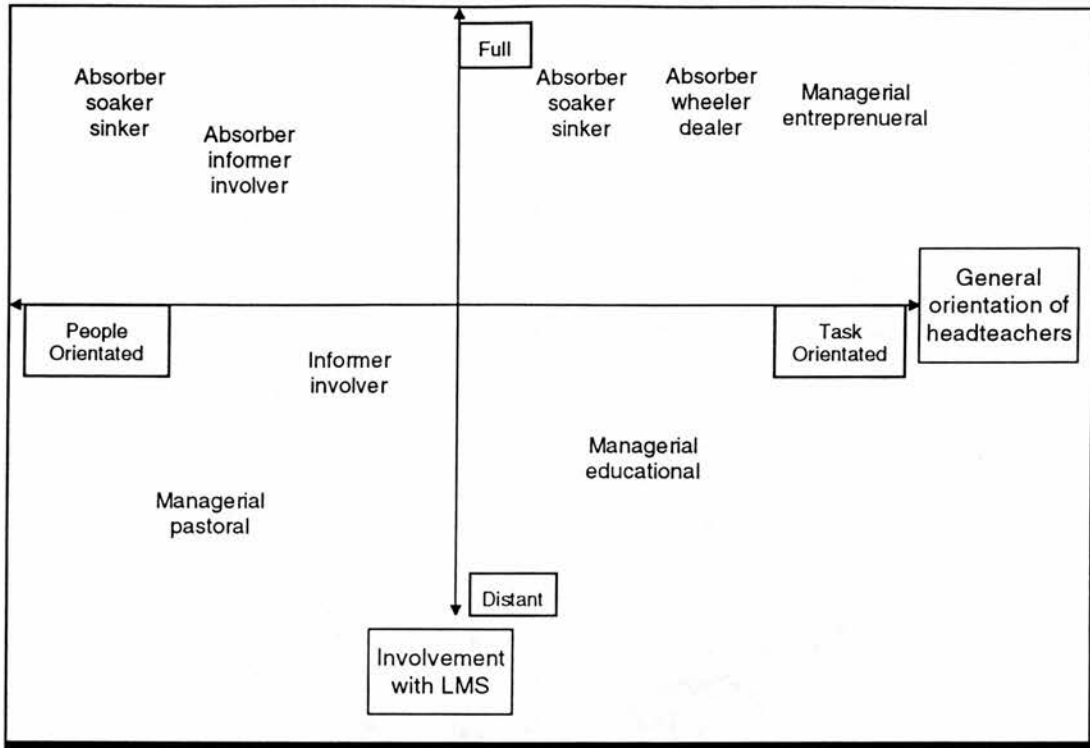 Full
Absorber
soaker
sinker
Absorber
informer
involver
Absorber
soaker
sinker
Absorber
wheeler
dealer
Managerial
entreprenueral
General
orientation of
headteachers
People
Orientated
Task
Orientated
Informer
involver
Managerial
educational
Managerial
pastoral
Distant
Involvement
with LMS